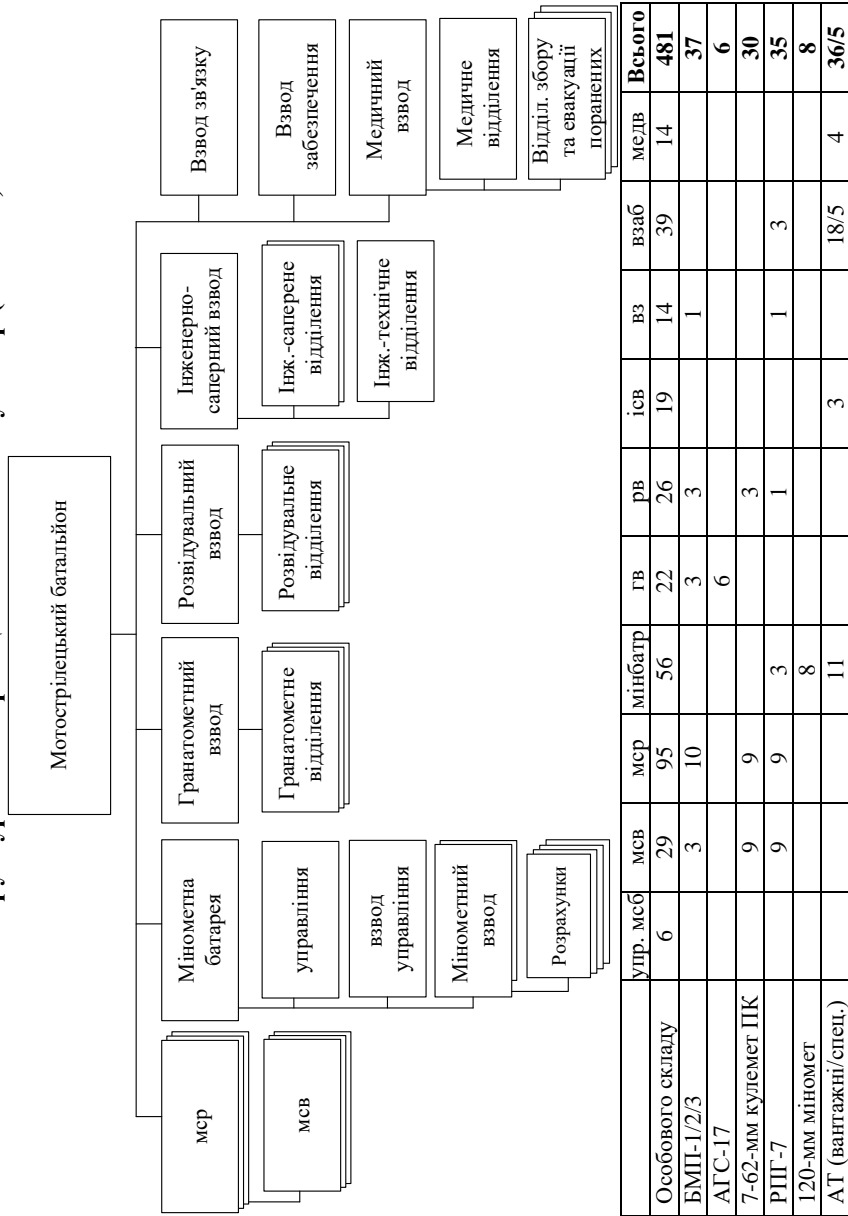 Мотострілецький батальйон
мср
мсв
Мінометна
батарея
управління
взвод
управління
Мінометний
взвод
Розрахунки
Гранатометний
взвод
Гранатометне
відділення
Розвідувальний
взвод
Розвідувальне
відділення
Інженерно-
саперний взвод
Інж.-саперене
відділення
Інж.-технічне
відділення
Взвод зв'язку
Взвод
забезпечення
Медичний
взвод
Медичне
відділення
Відділ. збору
та евакуації
поранених
упр. мсб мсв мср мінбатр гв рв ісв вз взаб медв Всього
Особового складу 6 29 95 56 22 26 19 14 39 14 481
БМП-1/2/3 3 10 3 3 1 37
АГС-17 6 6
7-62-мм кулемет ПК 9 9 3 30
РПГ-7 9 9 3 1 1 3 35
120-мм міномет 8 8
АТ (вантажні/спец.) 11 3 18/5 4 36/5